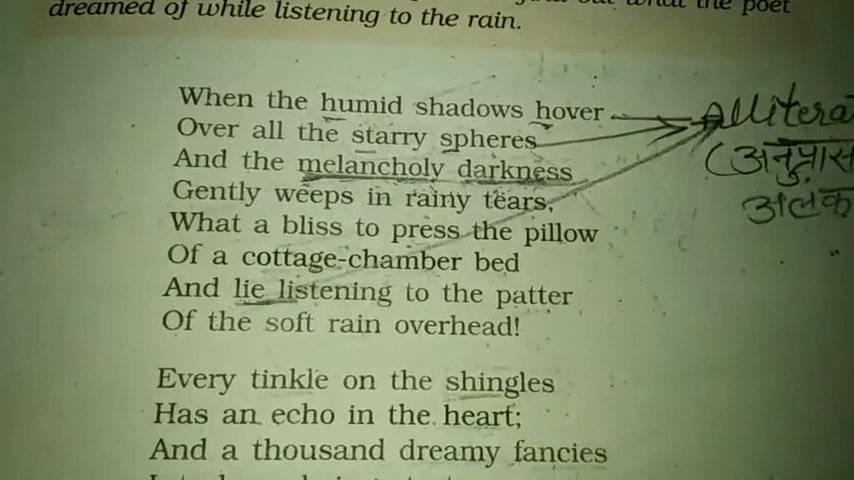 dreamed of while listening to the rain.
When the humid shadows hover
Over all the starry spheres
And the melancholy darkness
Gently weeps in rainy tears,
What a bliss to press the pillow
Of a cottage-chamber bed
And lie listening to the patter
Of the soft rain overhead!
Every tinkle on the shingles
Has an echo in the heart;
And a thousand dreamy fancies
allitera
(अनुप्रास
अलंक